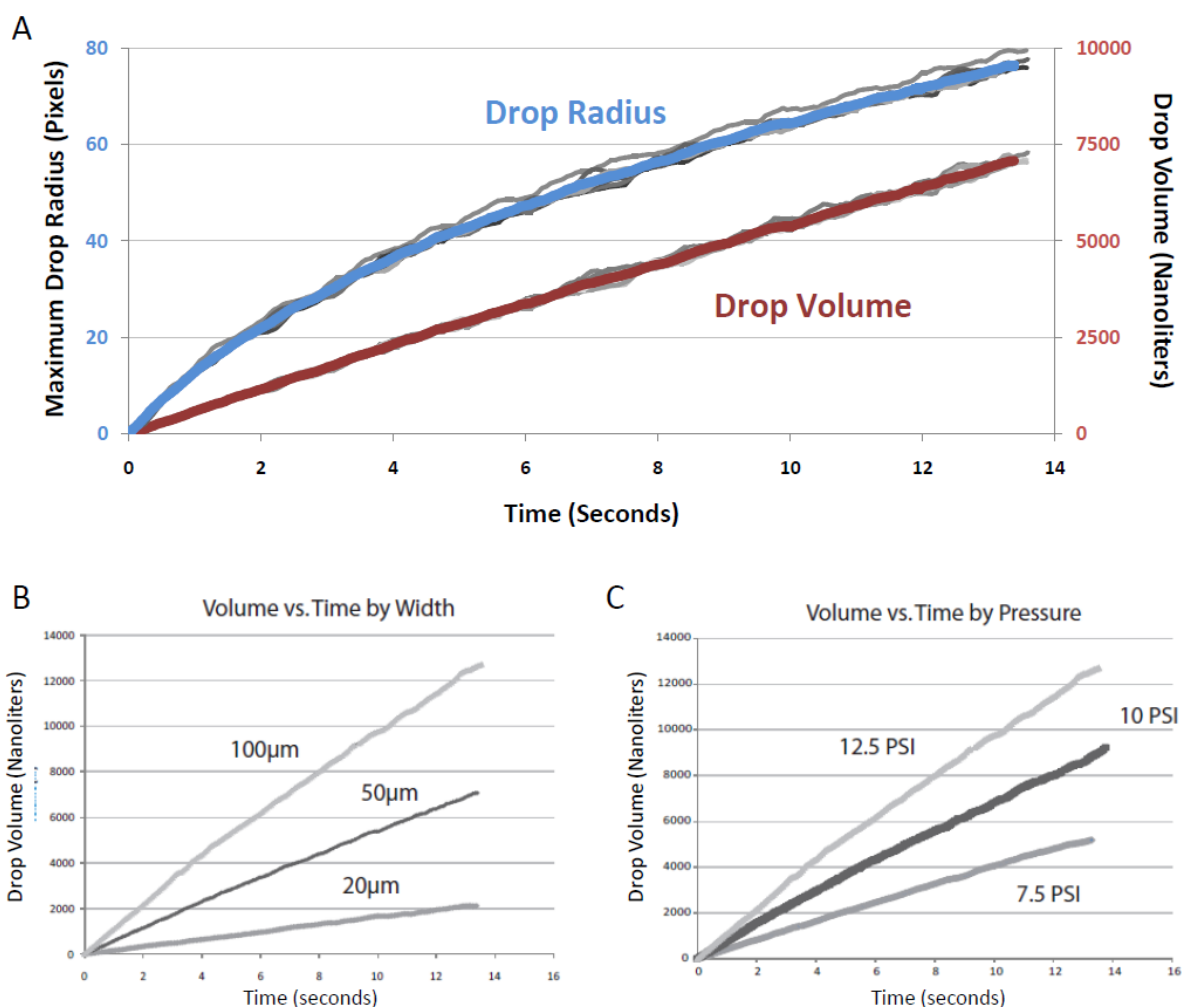 A
Maximum Drop Radius (Pixels)
80
60
40
20
0
Drop Radius
Drop Volume
10000
7500
5000
2500
0
Drop Volume
(Nanoliters)
0 2 4 6 8 10 12 14
Time (Seconds)
B
Volume vs. Time by Width
Drop Volume (Nanoliters)
14000
12000
10000
8000
6000
4000
2000
0
100µm
50µm
20µm
0 2 4 6 8 10 12 14 16
Time (seconds)
C
Volume vs. Time by Pressure
Drop Volume (Nanoliters)
14000
12000
10000
8000
6000
4000
2000
0
12.5 PSI
10 PSI
7.5 PSI
0 2 4 6 8 10 12 14 16
Time (seconds)